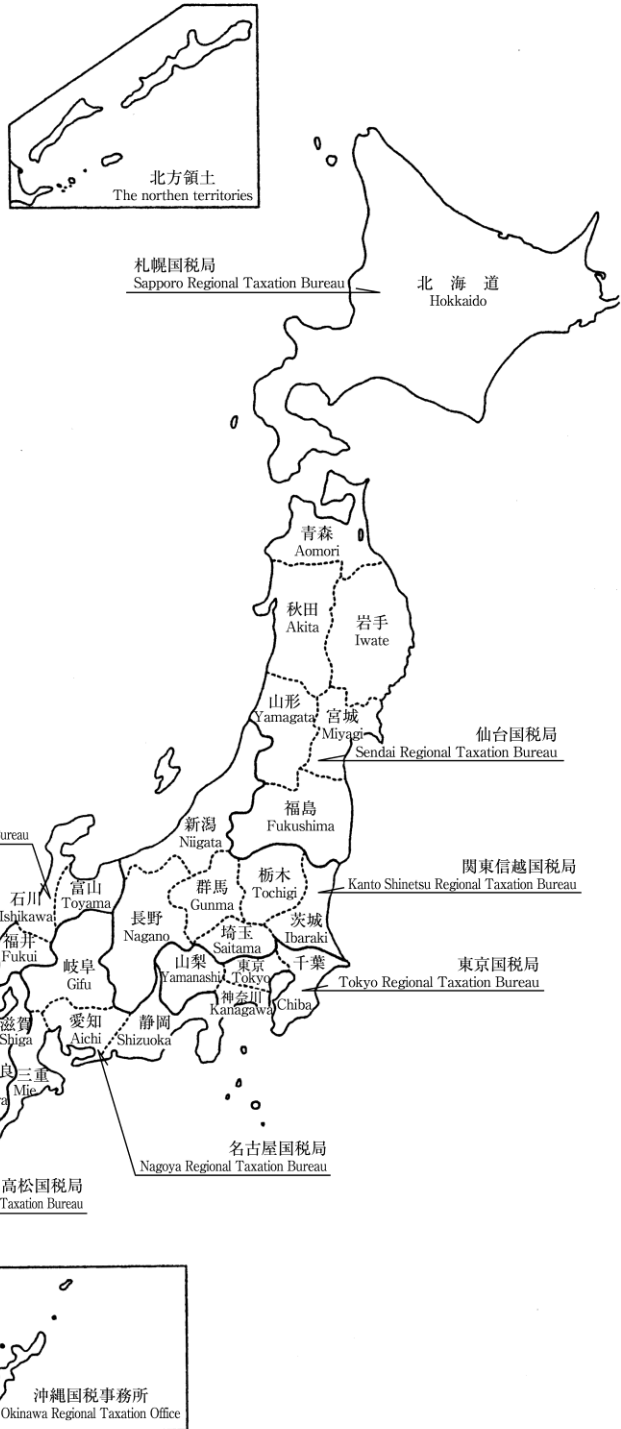 北方領土
The northen territories
札幌国税局
Sapporo Regional Taxation Bureau
北海道
Hokkaido
青森
Aomori
秋田
Akita
岩手
Iwate
山形
Yamagata
宮城
Miyagi
仙台国税局
Sendai Regional Taxation Bureau
福島
Fukushima
新潟
Niigata
関東信越国税局
Kanto Shinetsu Regional Taxation Bureau
栃木
Tochigi
群馬
Gunma
富山
Toyama
石川
Ishikawa
長野
Nagano
茨城
Ibaraki
埼玉
Saitama
福井
Fukui
岐阜
Gifu
山梨
Yamanashi
東京
Tokyo
千葉
Chiba
東京国税局
Tokyo Regional Taxation Bureau
神奈川
Kanagawa
滋賀
Shiga
愛知
Aichi
静岡
Shizuoka
良
三重
Mie
名古屋国税局
Nagoya Regional Taxation Bureau
高松国税局
Taxation Bureau
沖縄国税事務所
Okinawa Regional Taxation Office